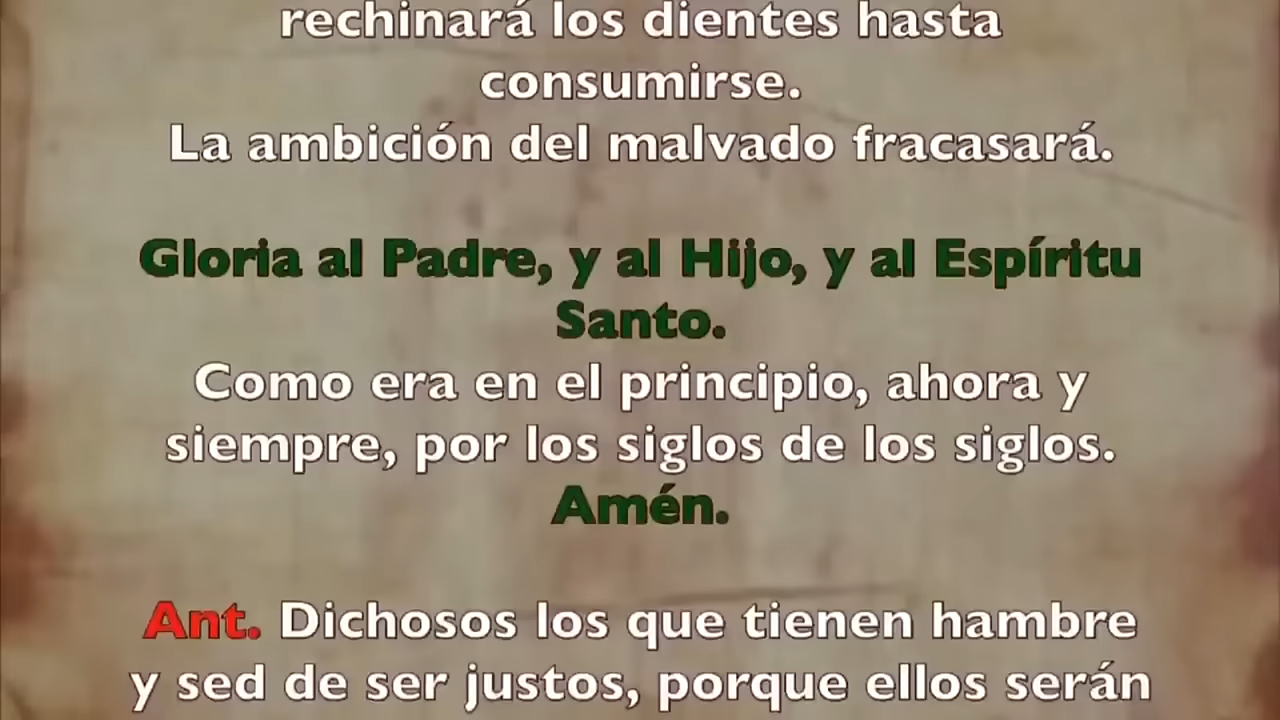 rechinará los dientes hasta
consumirse.
La ambición del malvado fracasará.
Gloria al Padre, y al Hijo, y al Espíritu
Santo.
Como era en el principio, ahora y
siempre, por los siglos de los siglos.
Amén.
Ant. Dichosos los que tienen hambre
y sed de ser justos, porque ellos serán